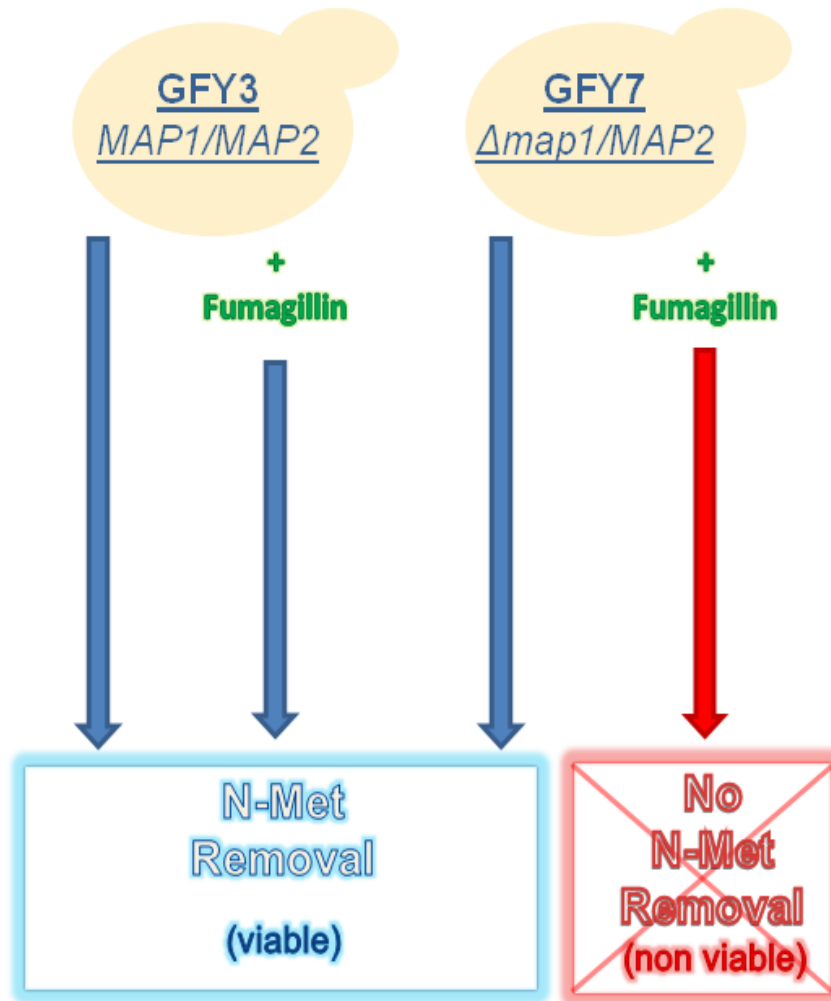 GFY3
MAP1/MAP2
+
Fumagillin
GFY7
Δmap1/MAP2
+
Fumagillin
N-Met
Removal
(viable)
No
N-Met
Removal
(non viable)